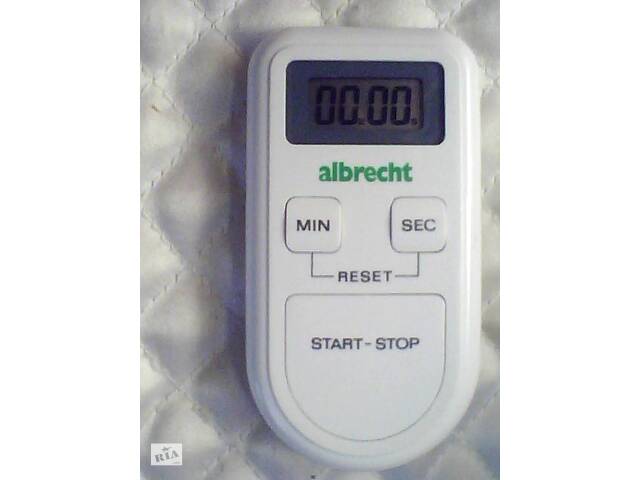 00 00
albrecht
MIN SEC
RESET
START-STOP
RIA